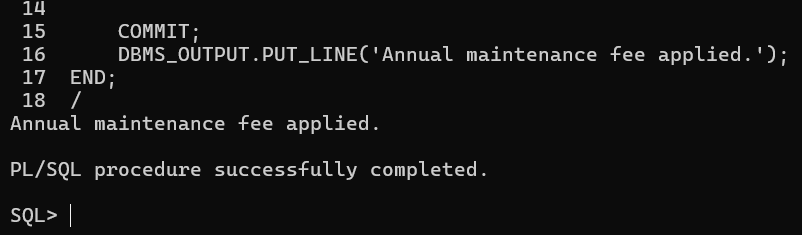 14
15 COMMIT;
16 DBMS_OUTPUT.PUT_LINE('Annual maintenance fee applied.');
17 END;
18 /
Annual maintenance fee applied.
PL/SQL procedure successfully completed.
SQL>